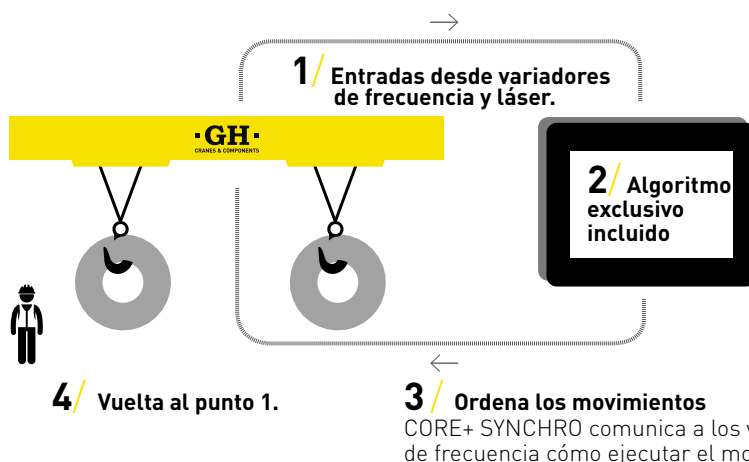 1/ Entradas desde variadores
de frecuencia y láser.
·GH·
CRANES & COMPONENTS
2/ Algoritmo
exclusivo
incluido
4/ Vuelta al punto 1.
3/ Ordena los movimientos
CORE+ SYNCHRO comunica a los
de frecuencia cómo ejecutar el